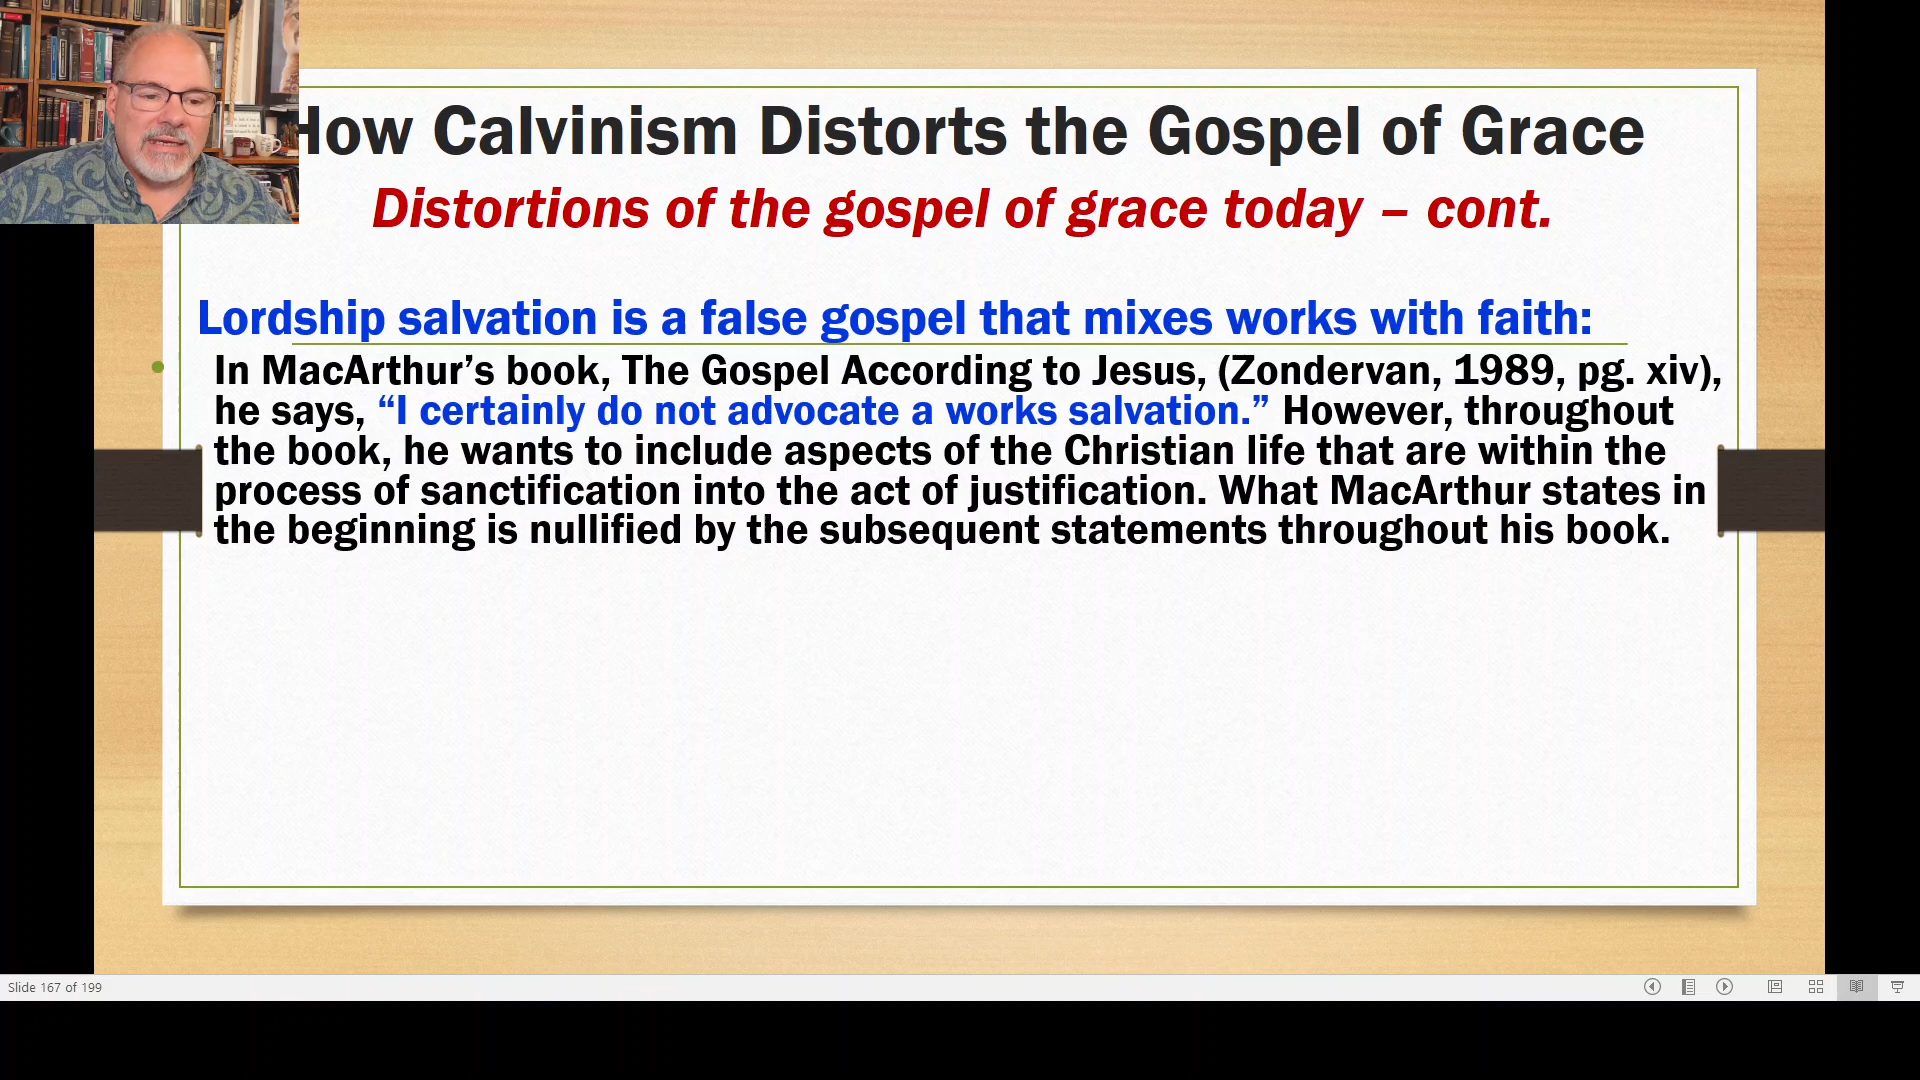 How Calvinism Distorts the Gospel of Grace
Distortions of the gospel of grace today – cont.
Lordship salvation is a false gospel that mixes works with faith:
In MacArthur’s book, The Gospel According to Jesus, (Zondervan, 1989, pg. xiv),
he says, “I certainly do not advocate a works salvation.” However, throughout
the book, he wants to include aspects of the Christian life that are within the
process of sanctification into the act of justification. What MacArthur states in
the beginning is nullified by the subsequent statements throughout his book.
Slide 167 of 199